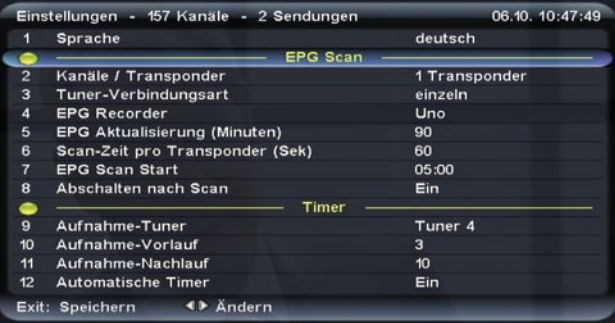 Einstellungen - 157 Kanäle - 2 Sendungen 06.10. 10:47:49
1 Sprache deutsch
EPG Scan
2 Kanäle / Transponder 1 Transponder
3 Tuner-Verbindungsart einzeln
4 EPG Recorder Uno
5 EPG Aktualisierung (Minuten) 90
6 Scan-Zeit pro Transponder (Sek) 60
7 EPG Scan Start 05:00
8 Abschalten nach Scan Ein
Timer
9 Aufnahme-Tuner Tuner 4
10 Aufnahme-Vorlauf 3
11 Aufnahme-Nachlauf 10
12 Automatische Timer Ein
Exit: Speichern Ändern